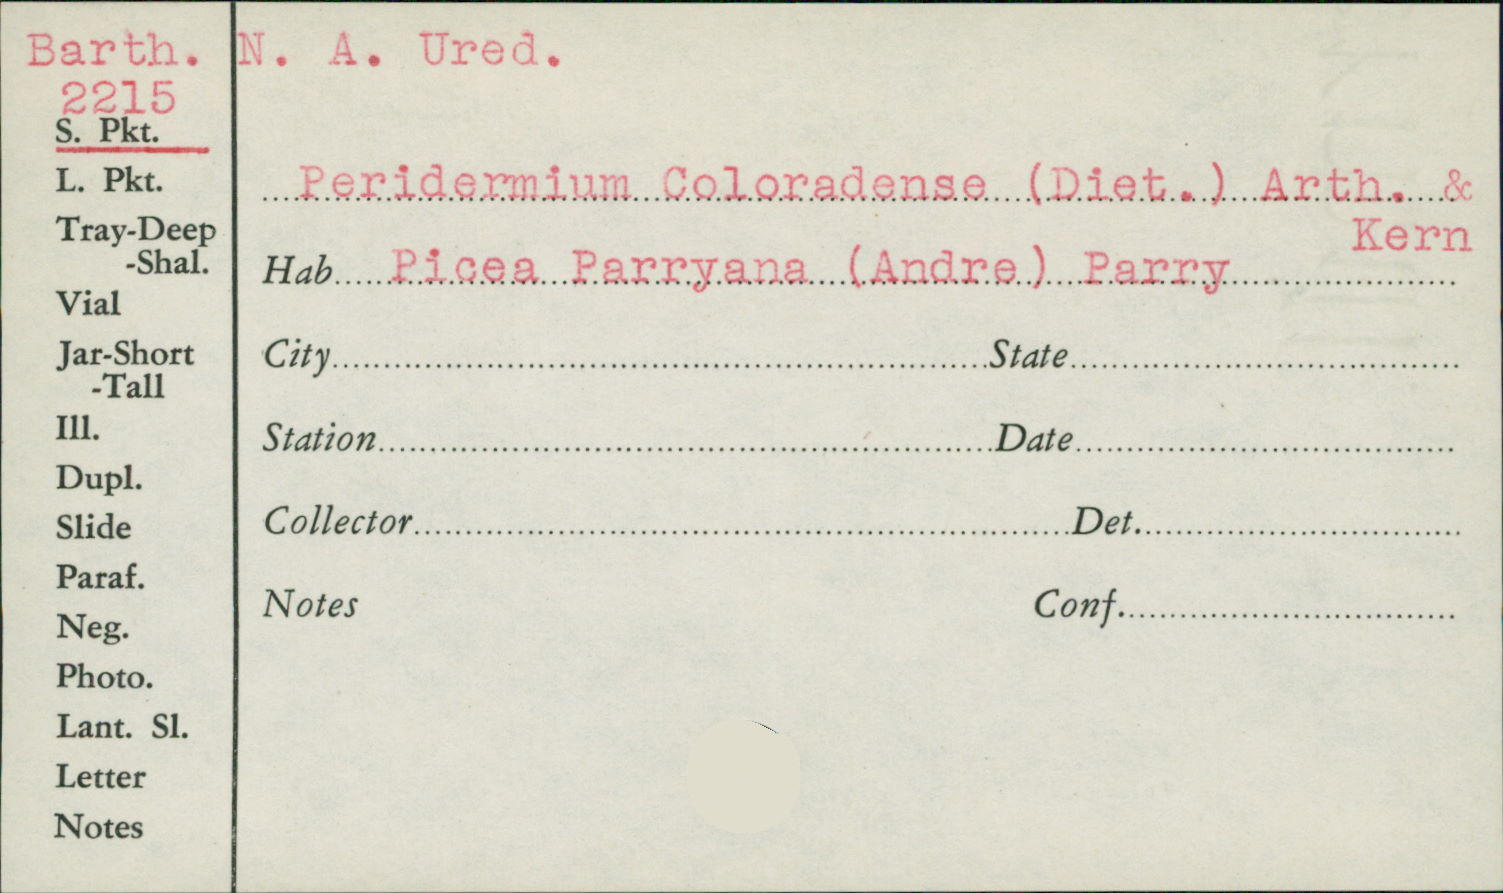 Barth. N. A. Ured.
2215
S. Pkt.
L. Pkt.
Tray-Deep
-Shal.
Vial
Jar-Short
-Tall
Ill.
Dupl.
Slide
Paraf.
Neg.
Photo.
Lant. Sl.
Letter
Notes
Peridermium Coloradense (Diet.) Arth. &
Kern
Hab Picea Parryana (Andre) Parry
City State
Station Date
Collector Det.
Notes Conf.